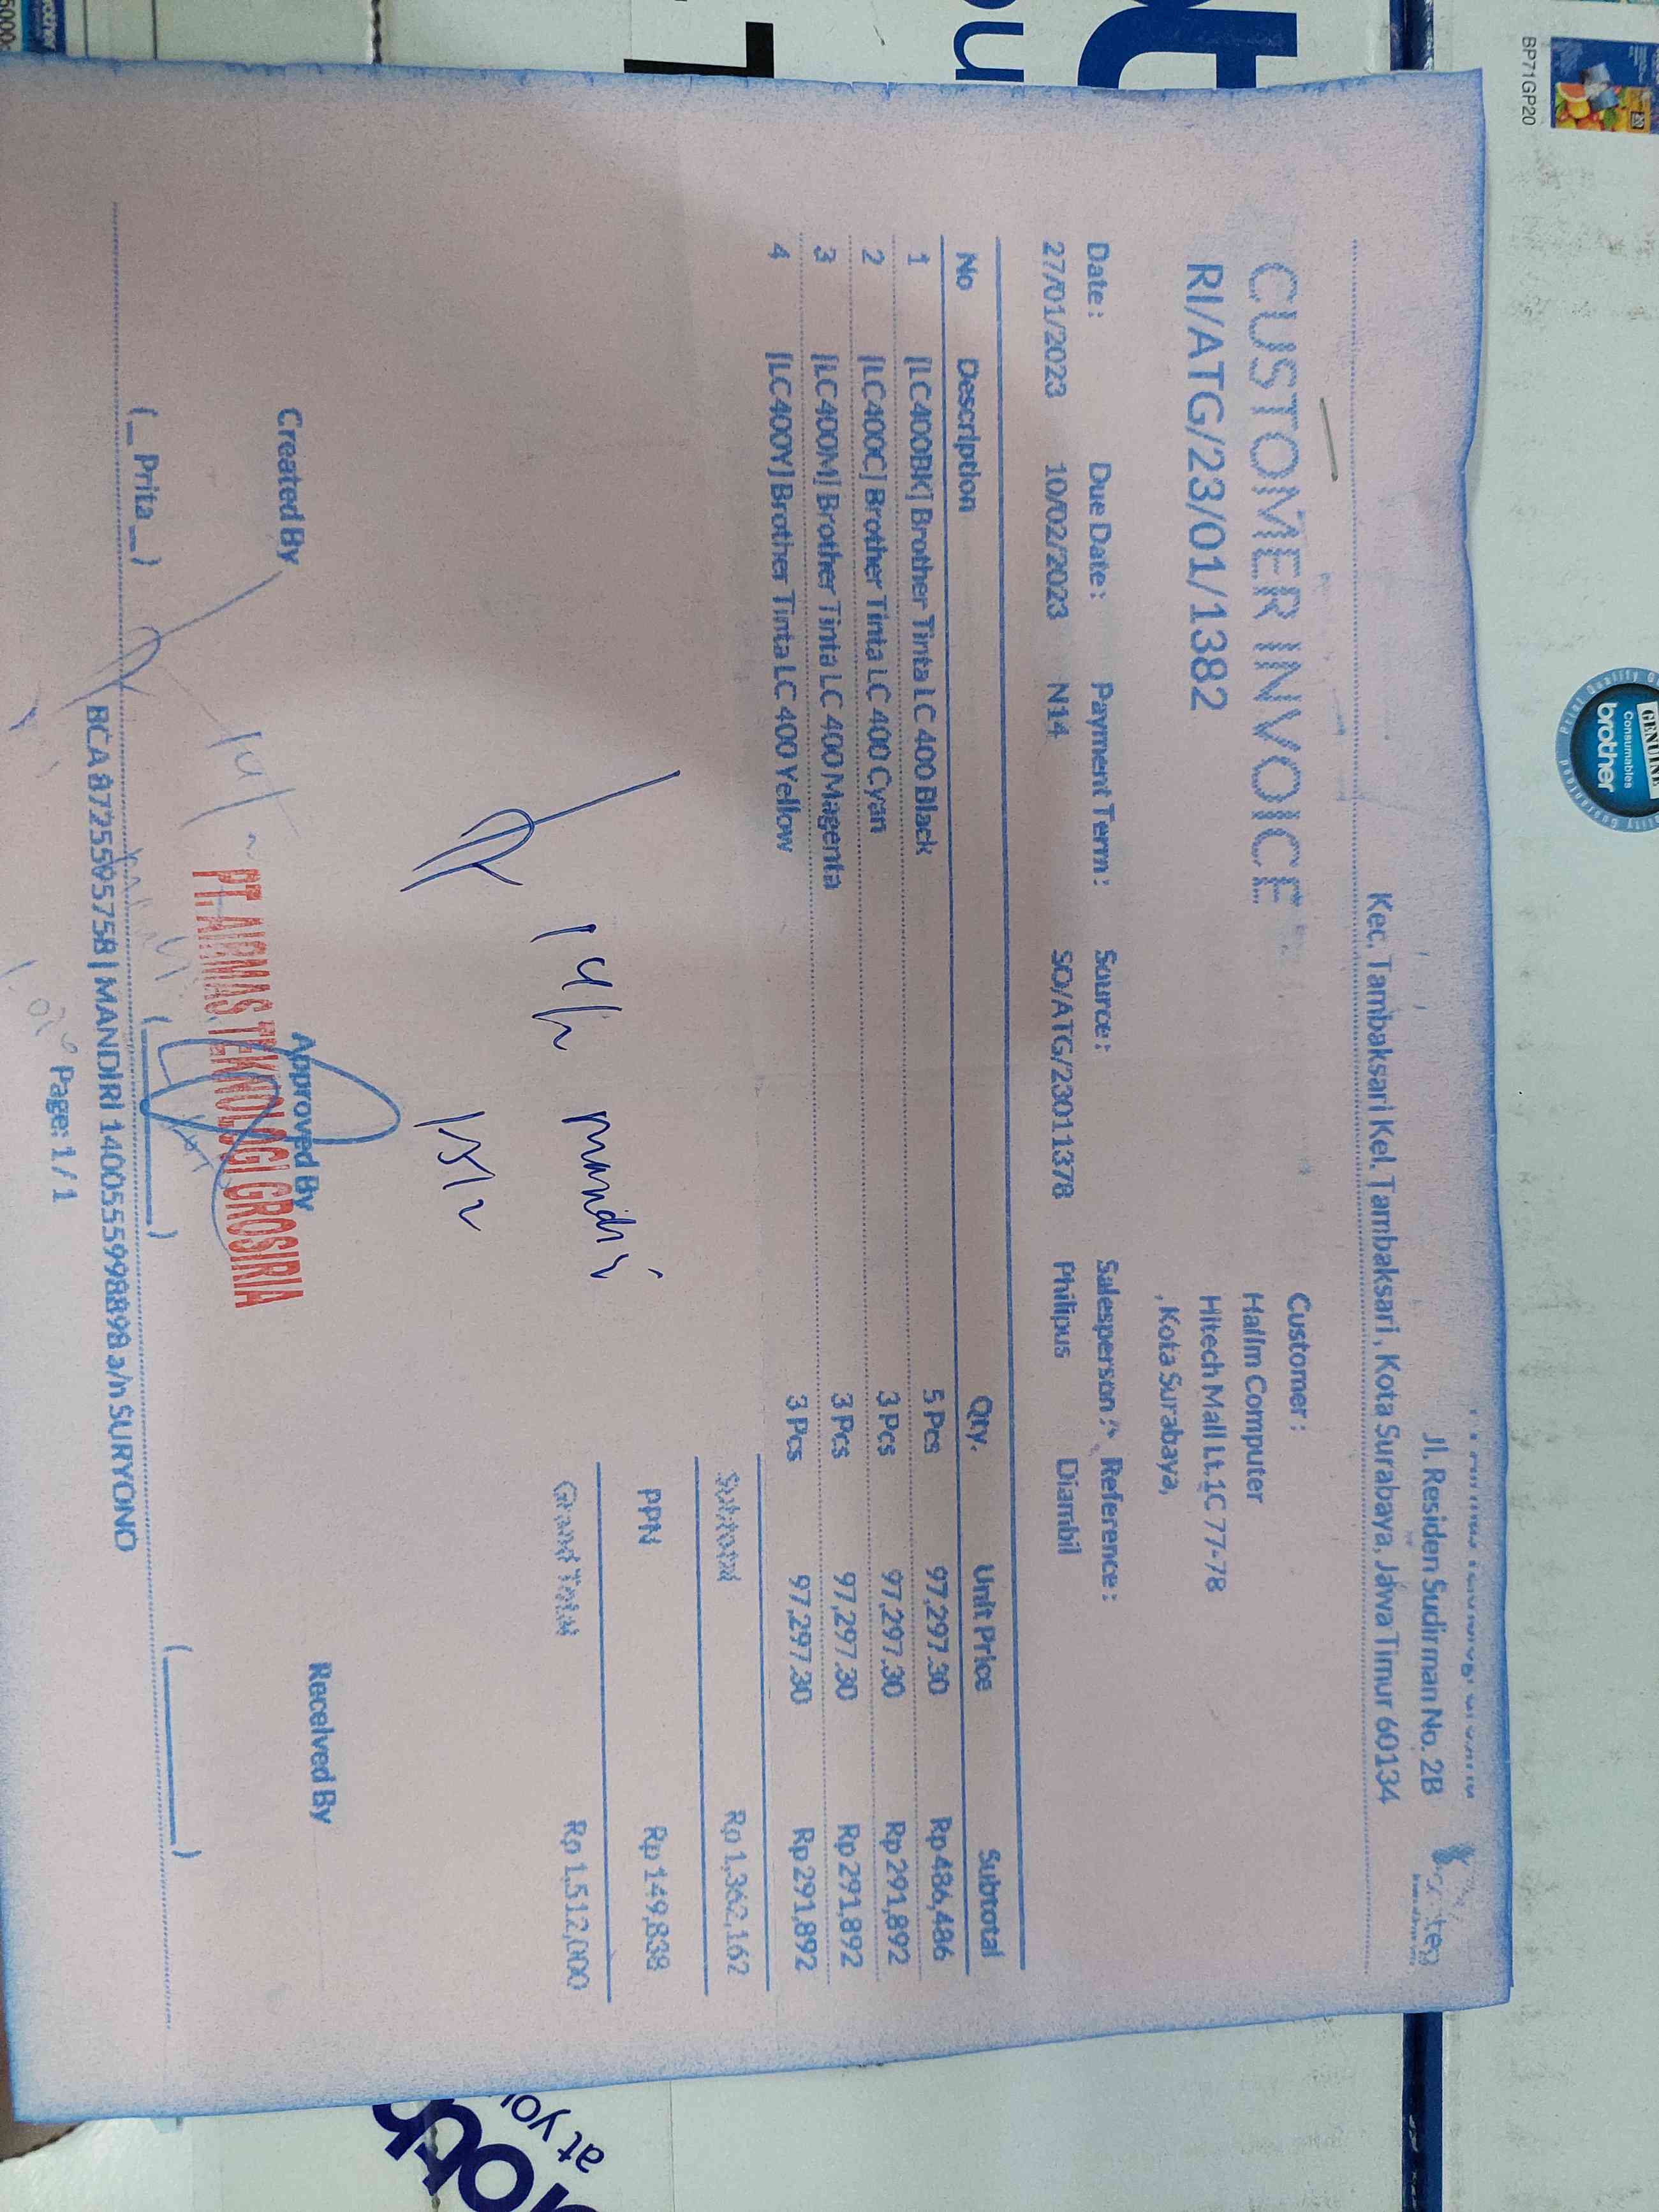 Jl. Residen Sudirman No. 2B
Kec. Tambaksari Kel. Tambaksari, Kota Surabaya, Jawa Timur 60134
CUSTOMER INVOICE
RI/ATG/23/01/1382
Customer :
Halim Computer
Hitech Mall Lt.1C 77-78
, Kota Surabaya,
Date : Due Date : Payment Term : Source : Salesperson : Reference :
27/01/2023 10/02/2023 N14 SO/ATG/23011378 Philipus Diambil
No Description Qty. Unit Price Subtotal
1 [LC400BK] Brother Tinta LC 400 Black 5 Pcs 97,297.30 Rp 486,486
2 [LC400C] Brother Tinta LC 400 Cyan 3 Pcs 97,297.30 Rp 291,892
3 [LC400M] Brother Tinta LC 400 Magenta 3 Pcs 97,297.30 Rp 291,892
4 [LC400Y] Brother Tinta LC 400 Yellow 3 Pcs 97,297.30 Rp 291,892
Subtotal Rp 1,362,162
PPN Rp 149,838
Grand Total Rp 1,512,000
14/2 mandiri
15/2
Created By Approved By Received By
PT. AIRMAS TEKNOLOGI GROSIRIA
(__Prita__) (________) (________)
BCA 8725595758 | MANDIRI 1400555998898 a/n SURYONO
Page: 1 / 1
BP71GP20
GENUINE
Consumables
brother
at yo